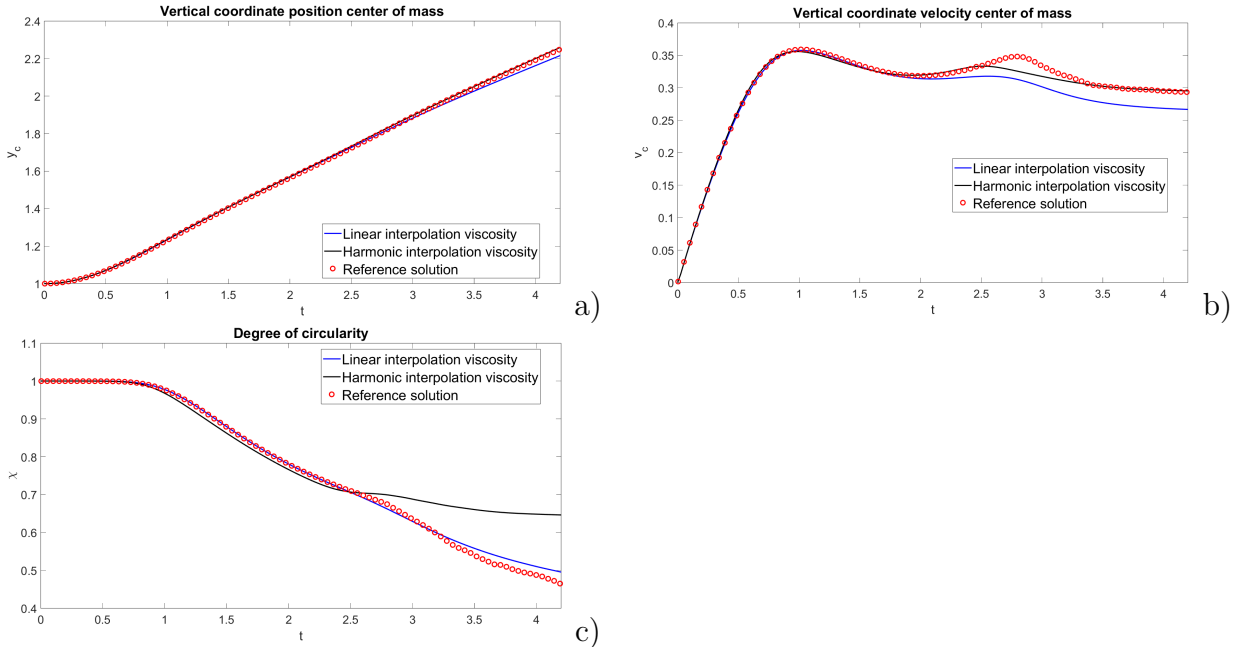 Vertical coordinate position center of mass
2.4
2.2
2
1.8
1.6
1.4
1.2
1
y_c
0
0.5
1
1.5
2
2.5
3
3.5
4
t
Linear interpolation viscosity
Harmonic interpolation viscosity
Reference solution
a)
Vertical coordinate velocity center of mass
0.4
0.35
0.3
0.25
0.2
0.15
0.1
0.05
0
v_c
0
0.5
1
1.5
2
2.5
3
3.5
4
t
Linear interpolation viscosity
Harmonic interpolation viscosity
Reference solution
b)
Degree of circularity
1.1
1
0.9
0.8
0.7
0.6
0.5
0.4
χ
0
0.5
1
1.5
2
2.5
3
3.5
4
t
Linear interpolation viscosity
Harmonic interpolation viscosity
Reference solution
c)